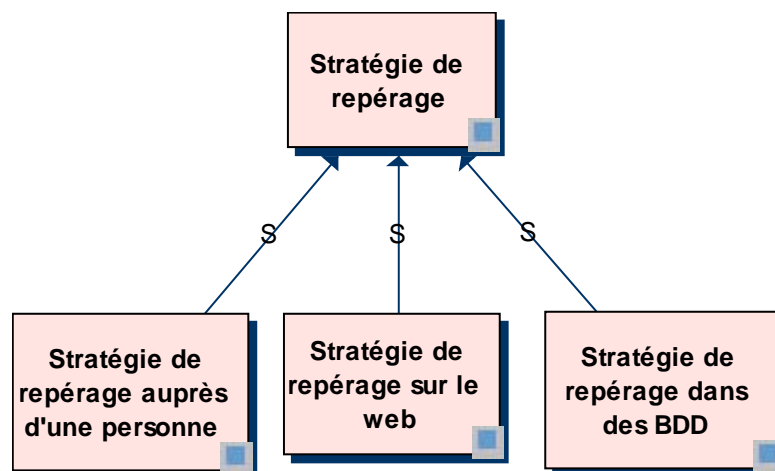 Stratégie de
repérage
S
S
S
Stratégie de
repérage auprès
d'une personne
Stratégie de
repérage sur le
web
Stratégie de
repérage dans
des BDD